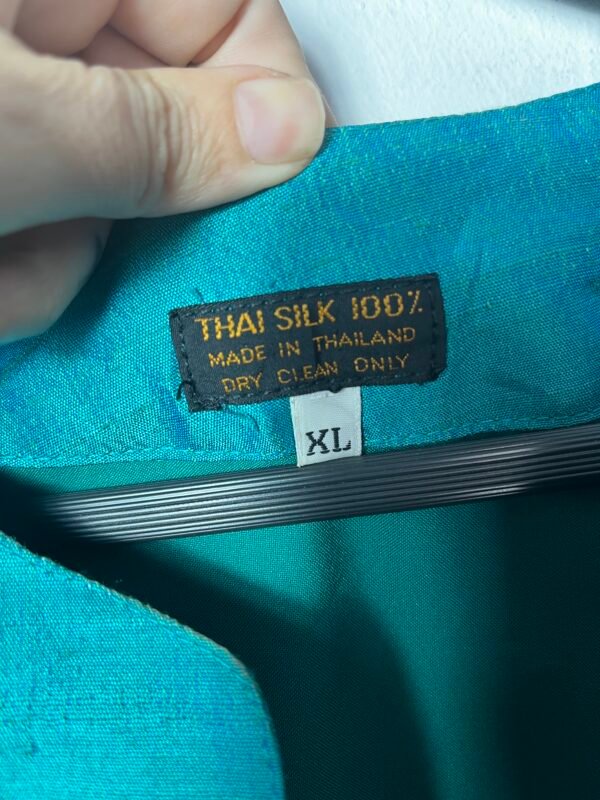 THAI SILK 100%
MADE IN THAILAND
DRY CLEAN ONLY
XL